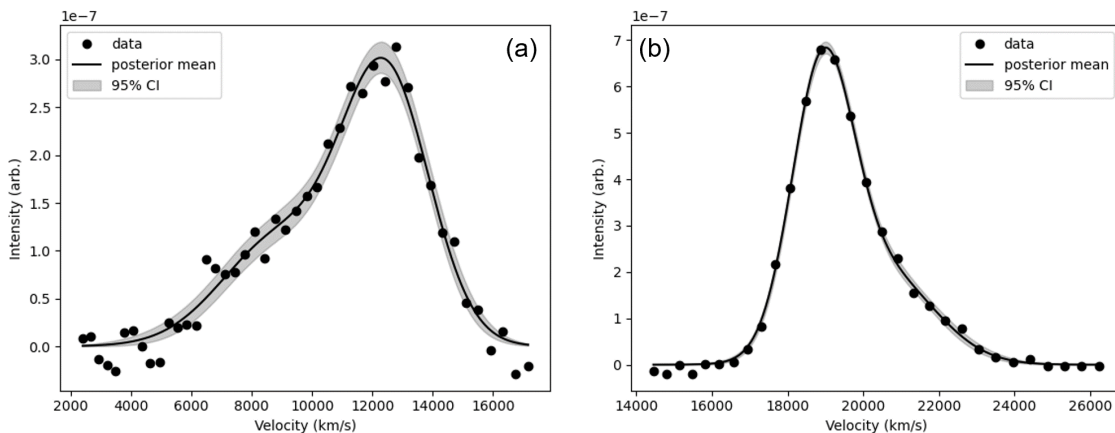 1e−7
(a)
data
posterior mean
95% CI
Intensity (arb.)
3.0
2.5
2.0
1.5
1.0
0.5
0.0
2000 4000 6000 8000 10000 12000 14000 16000
Velocity (km/s)
1e−7
(b)
data
posterior mean
95% CI
Intensity (arb.)
7
6
5
4
3
2
1
0
14000 16000 18000 20000 22000 24000 26000
Velocity (km/s)